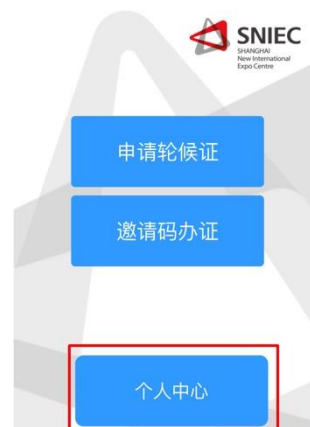 SNIEC
SHANGHAI
New International
Expo Centre
申请轮候证
邀请码办证
个人中心